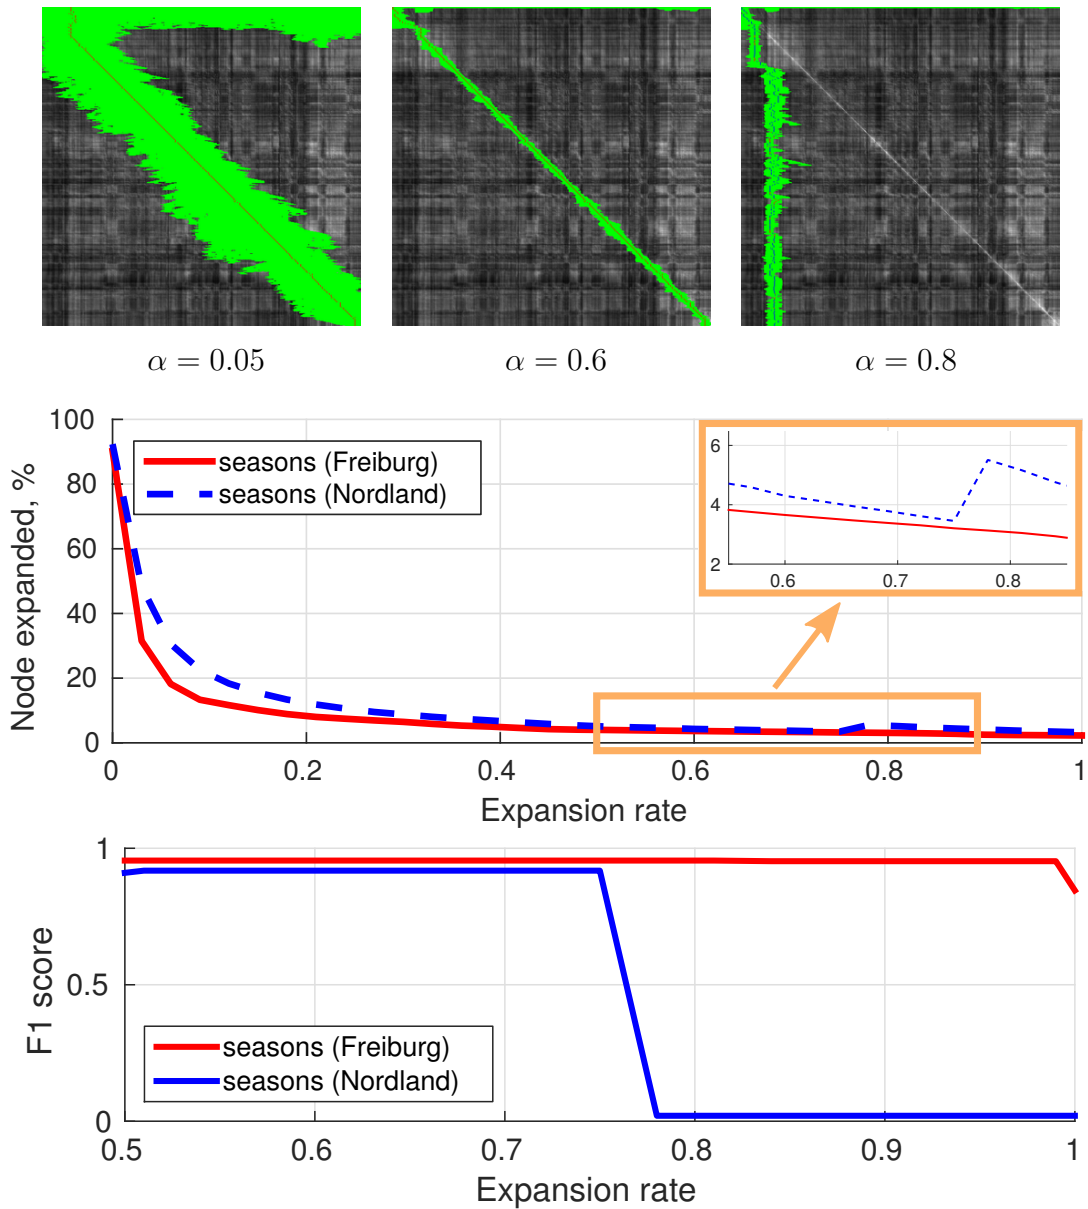 α = 0.05
α = 0.6
α = 0.8
100
80
60
40
20
0
Node expanded, %
seasons (Freiburg)
seasons (Nordland)
6
4
2
0.6
0.7
0.8
0
0.2
0.4
0.6
0.8
1
Expansion rate
1
0.5
0
F1 score
seasons (Freiburg)
seasons (Nordland)
0.5
0.6
0.7
0.8
0.9
1
Expansion rate